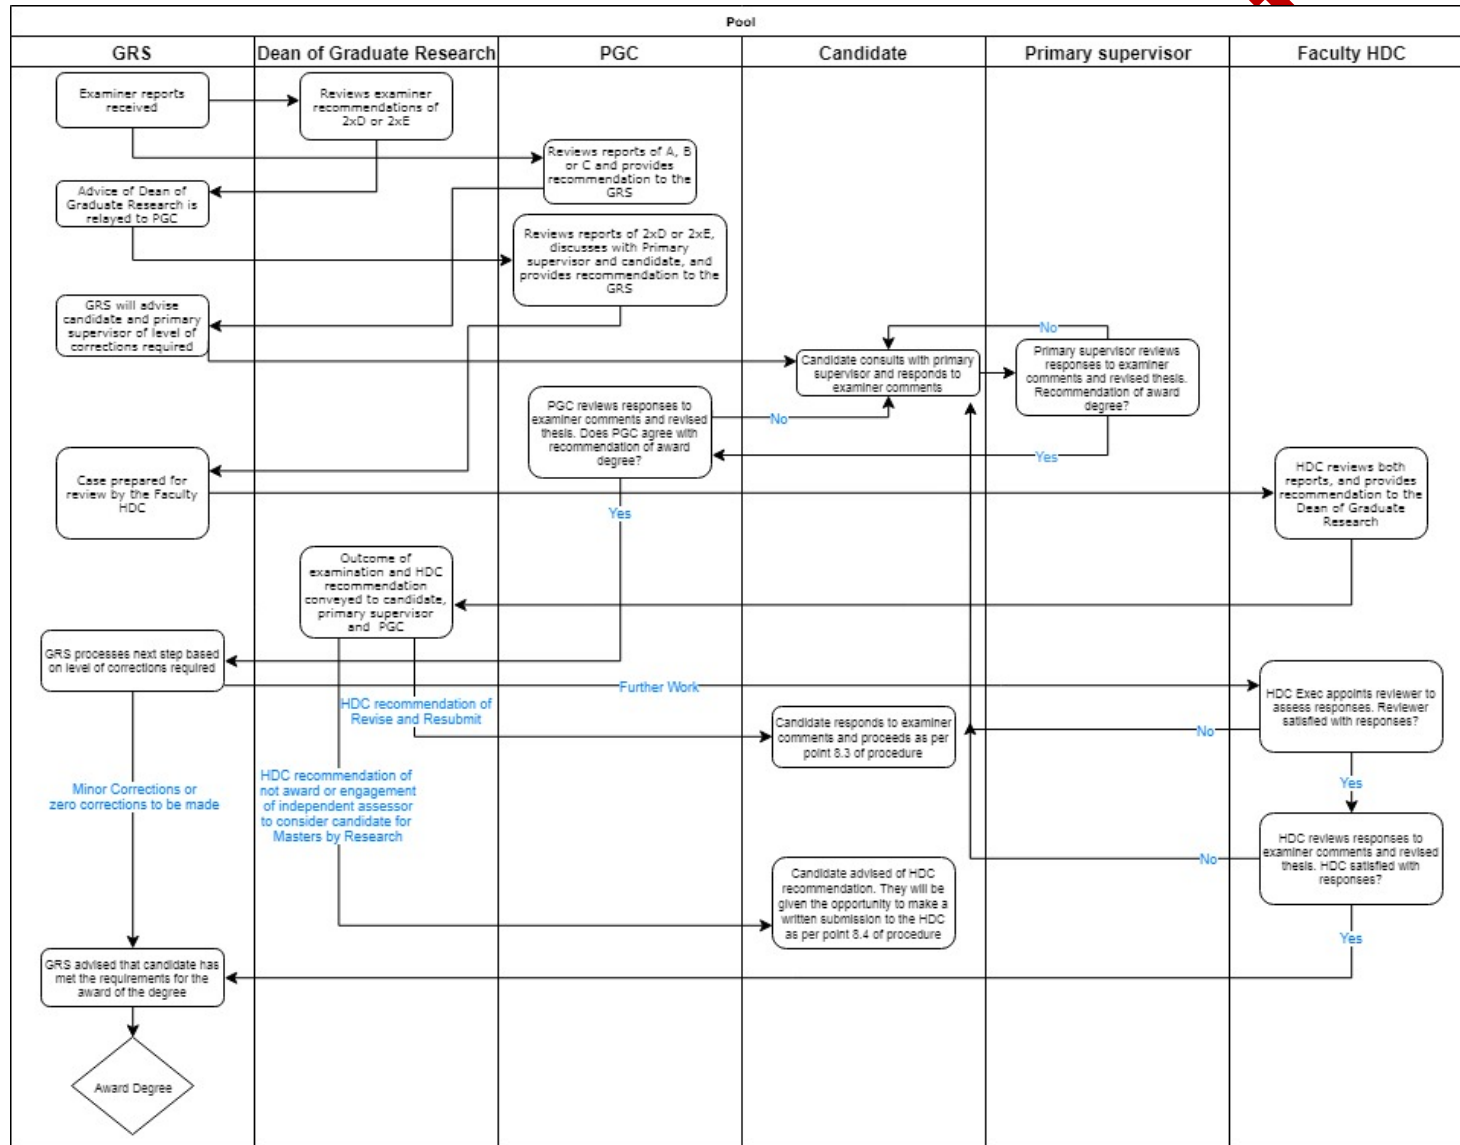 Pool
GRS
Dean of Graduate Research
PGC
Candidate
Primary supervisor
Faculty HDC
Examiner reports
received
Reviews examiner
recommendations of
2xD or 2xE
Reviews reports of A, B
or C and provides
recommendation to the
GRS
Advice of Dean of
Graduate Research is
relayed to PGC
Reviews reports of 2xD or 2xE,
discusses with Primary
supervisor and candidate, and
provides recommendation to the
GRS
GRS will advise
candidate and primary
supervisor of level of
corrections required
No
Candidate consults with primary
supervisor and responds to
examiner comments
Primary supervisor reviews
responses to examiner
comments and revised thesis.
Recommendation of award
degree?
PGC reviews responses to
examiner comments and revised
thesis. Does PGC agree with
recommendation of award
degree?
No
Yes
Case prepared for
review by the Faculty
HDC
HDC reviews both
reports, and provides
recommendation to the
Dean of Graduate
Research
Yes
Outcome of
examination and HDC
recommendation
conveyed to candidate,
primary supervisor
and PGC
GRS processes next step based
on level of corrections required
Further Work
HDC recommendation of
Revise and Resubmit
Candidate responds to examiner
comments and proceeds as per
point 8.3 of procedure
HDC Exec appoints reviewer to
assess responses. Reviewer
satisfied with responses?
No
Yes
Minor Corrections or
zero corrections to be made
HDC recommendation of
not award or engagement
of independent assessor
to consider candidate for
Masters by Research
HDC reviews responses to
examiner comments and revised
thesis. HDC satisfied with
responses?
No
Candidate advised of HDC
recommendation. They will be
given the opportunity to make a
written submission to the HDC
as per point 8.4 of procedure
Yes
GRS advised that candidate has
met the requirements for the
award of the degree
Award Degree